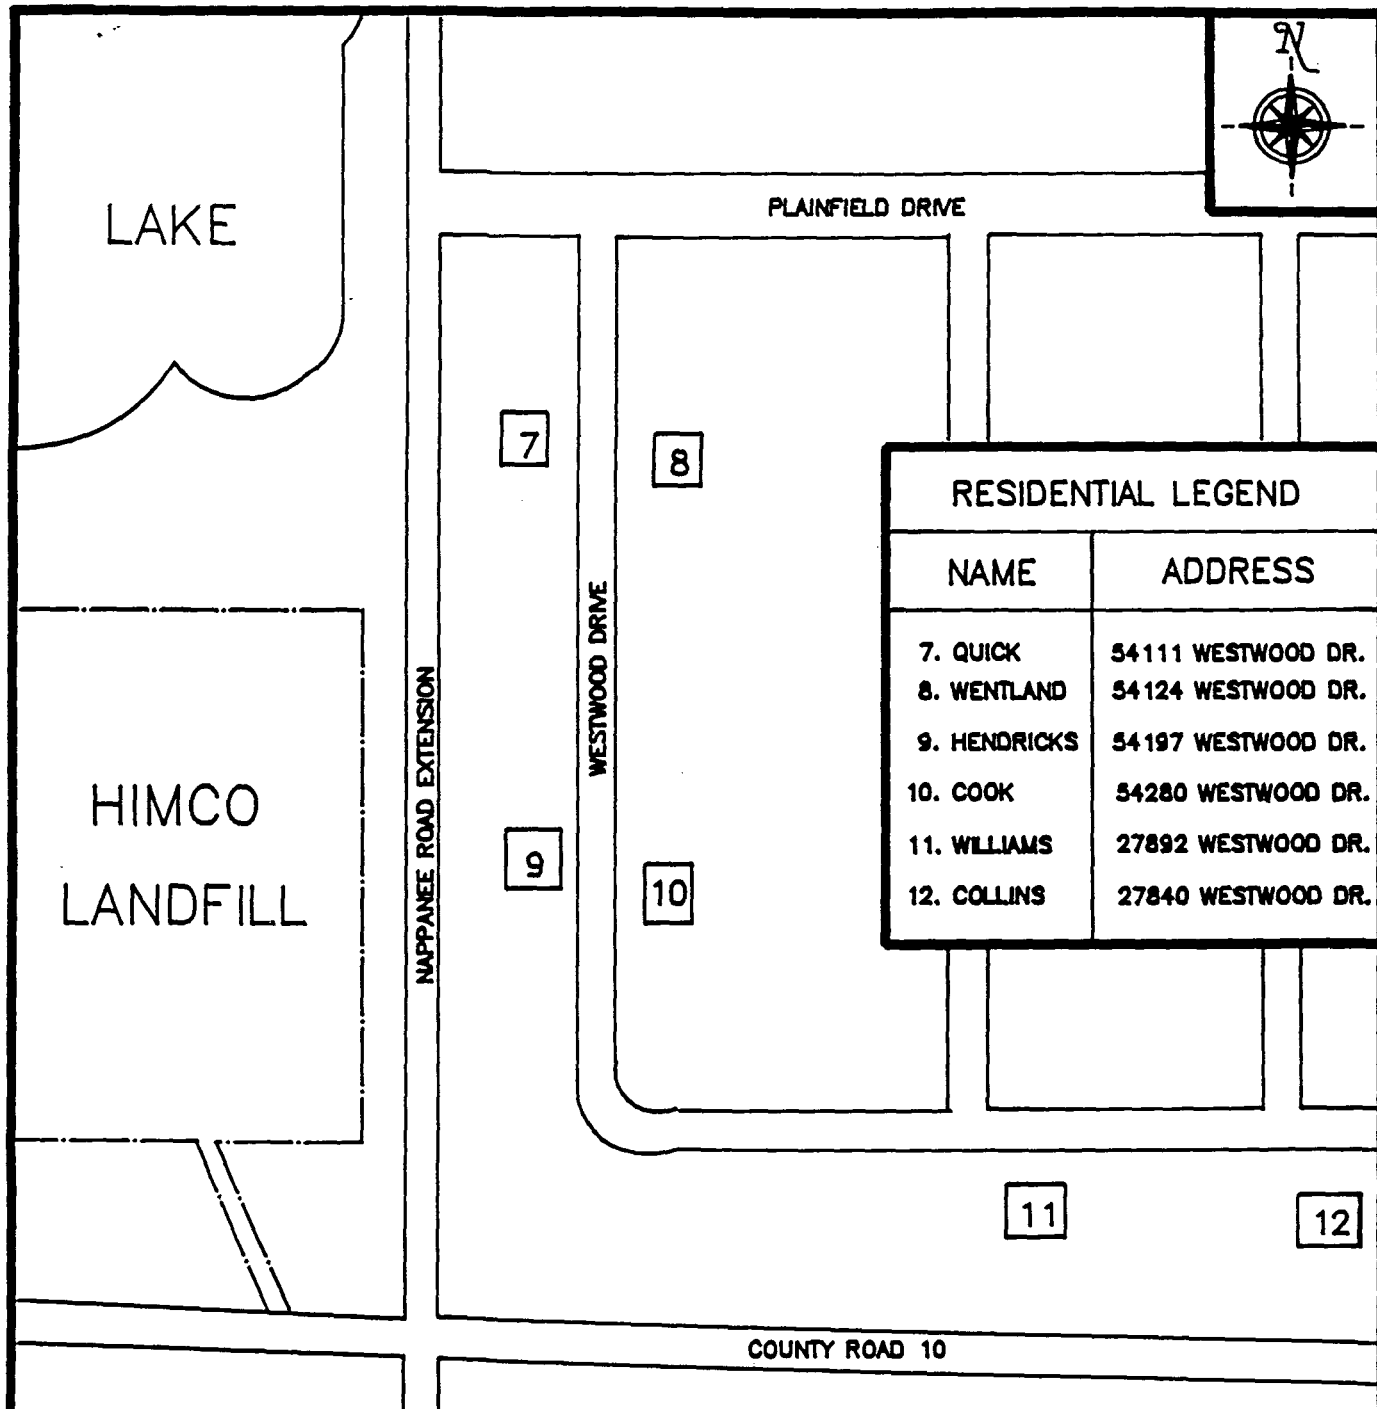 N
PLAINFIELD DRIVE
LAKE
7
8
RESIDENTIAL LEGEND
NAME ADDRESS
7. QUICK 54111 WESTWOOD DR.
8. WENTLAND 54124 WESTWOOD DR.
9. HENDRICKS 54197 WESTWOOD DR.
10. COOK 54280 WESTWOOD DR.
11. WILLIAMS 27892 WESTWOOD DR.
12. COLLINS 27840 WESTWOOD DR.
WESTWOOD DRIVE
NAPPANEE ROAD EXTENSION
HIMCO
LANDFILL
9
10
11
12
COUNTY ROAD 10